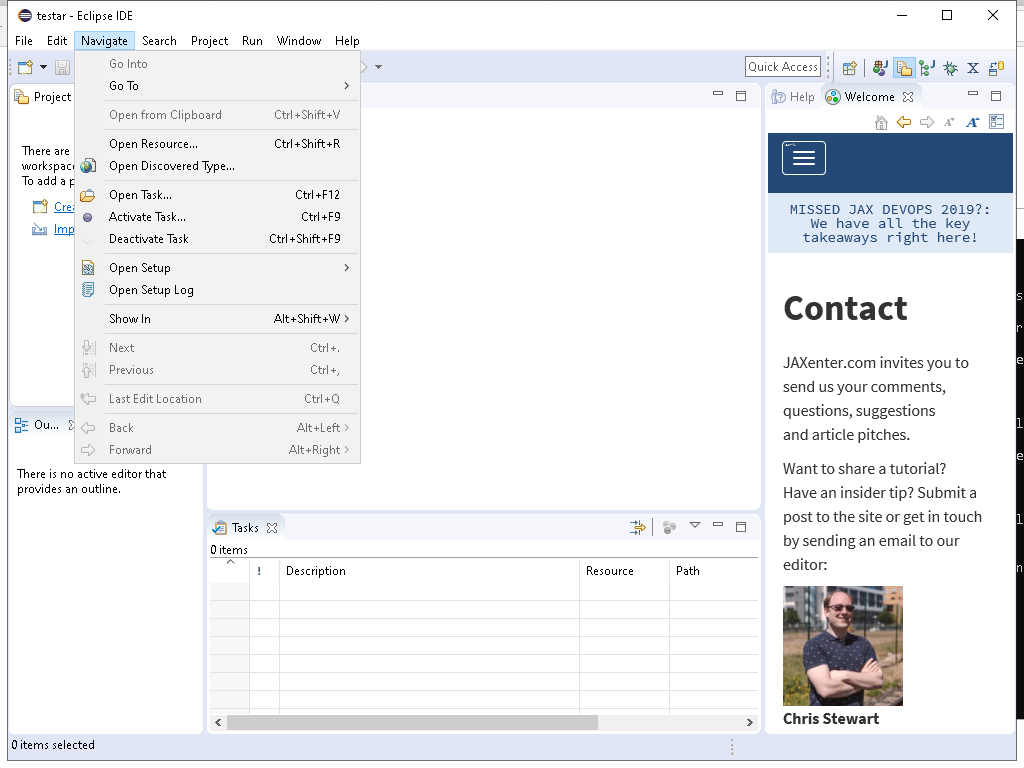 testar - Eclipse IDE
File Edit Navigate Search Project Run Window Help
Quick Access
Go Into
Go To
Open from Clipboard Ctrl+Shift+V
Open Resource... Ctrl+Shift+R
Open Discovered Type...
Open Task... Ctrl+F12
Activate Task... Ctrl+F9
Deactivate Task Ctrl+Shift+F9
Open Setup
Open Setup Log
Show In Alt+Shift+W
Next Ctrl+.
Previous Ctrl+,
Last Edit Location Ctrl+Q
Back Alt+Left
Forward Alt+Right
Project
There are
workspac
To add a p
Crea
Imp
Ou...
There is no active editor that
provides an outline.
Tasks
0 items
! Description Resource Path
Help Welcome
MISSED JAX DEVOPS 2019?:
We have all the key
takeaways right here!
Contact
JAXenter.com invites you to
send us your comments,
questions, suggestions
and article pitches.
Want to share a tutorial?
Have an insider tip? Submit a
post to the site or get in touch
by sending an email to our
editor:
Chris Stewart
0 items selected